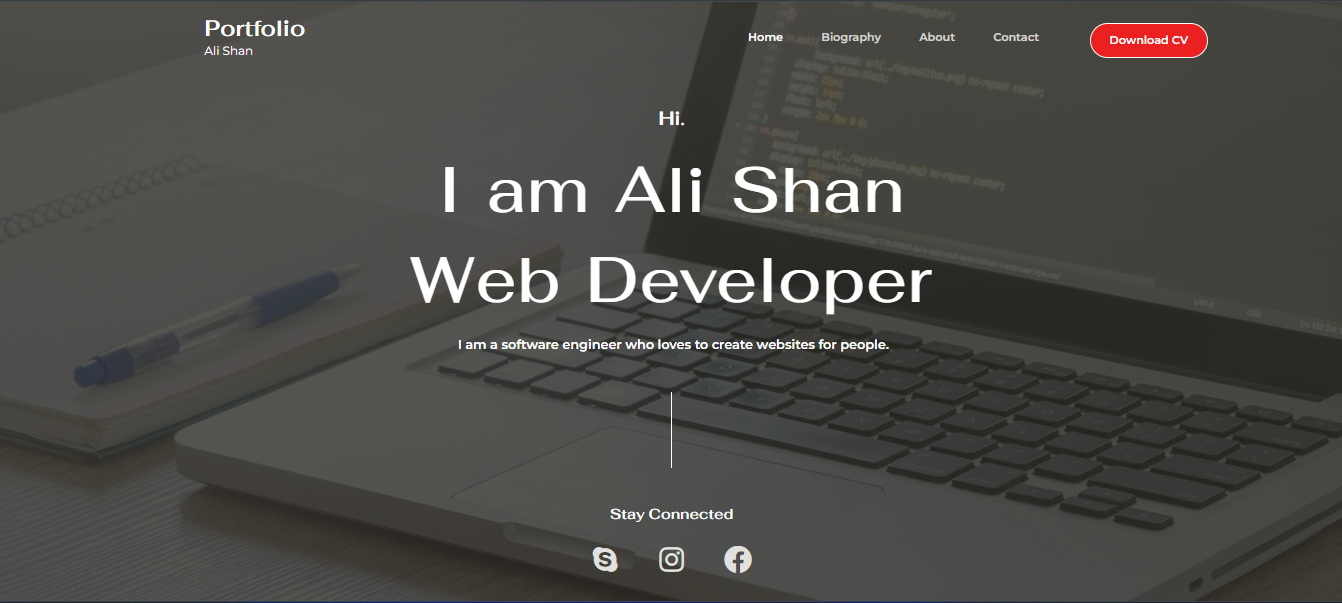 Portfolio
Ali Shan
Home Biography About Contact Download CV
Hi.
I am Ali Shan
Web Developer
I am a software engineer who loves to create websites for people.
Stay Connected